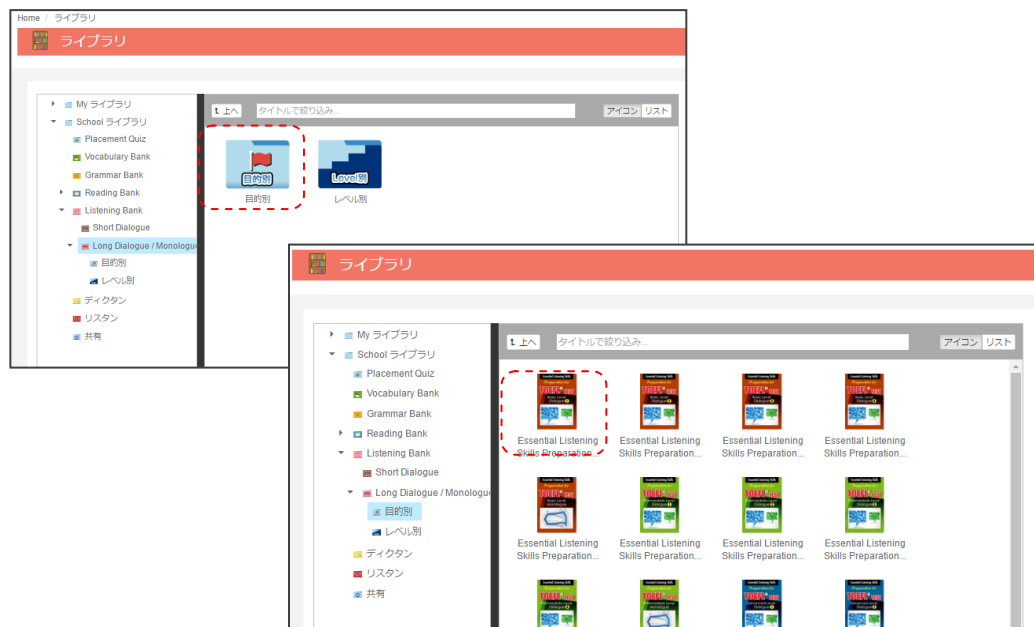 Home / ライブラリ
ライブラリ
My ライブラリ
School ライブラリ
Placement Quiz
Vocabulary Bank
Grammar Bank
Reading Bank
Listening Bank
Short Dialogue
Long Dialogue / Monologu
目的別
レベル別
ディクタン
リスタン
共有
上へ
タイトルで絞り込み...
アイコン リスト
目的別
Level別
目的別
レベル別
ライブラリ
My ライブラリ
School ライブラリ
Placement Quiz
Vocabulary Bank
Grammar Bank
Reading Bank
Listening Bank
Short Dialogue
Long Dialogue / Monologu
目的別
レベル別
ディクタン
リスタン
共有
上へ
タイトルで絞り込み...
アイコン リスト
Essential Listening
Skills Preparation...
Essential Listening
Skills Preparation...
Essential Listening
Skills Preparation...
Essential Listening
Skills Preparation...
Essential Listening
Skills Preparation...
Essential Listening
Skills Preparation...
Essential Listening
Skills Preparation...
Essential Listening
Skills Preparation...